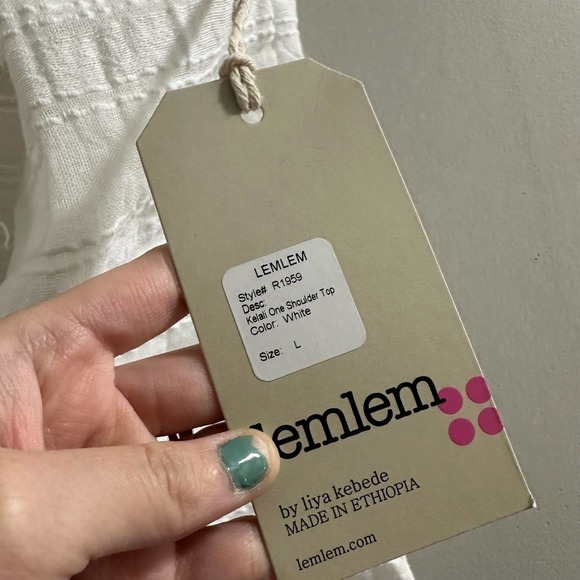 LEMLEM
Style# R1959
Desc:
Kelali One Shoulder Top
Color: White
Size: L
lemlem
by liya kebede
MADE IN ETHIOPIA
lemlem.com